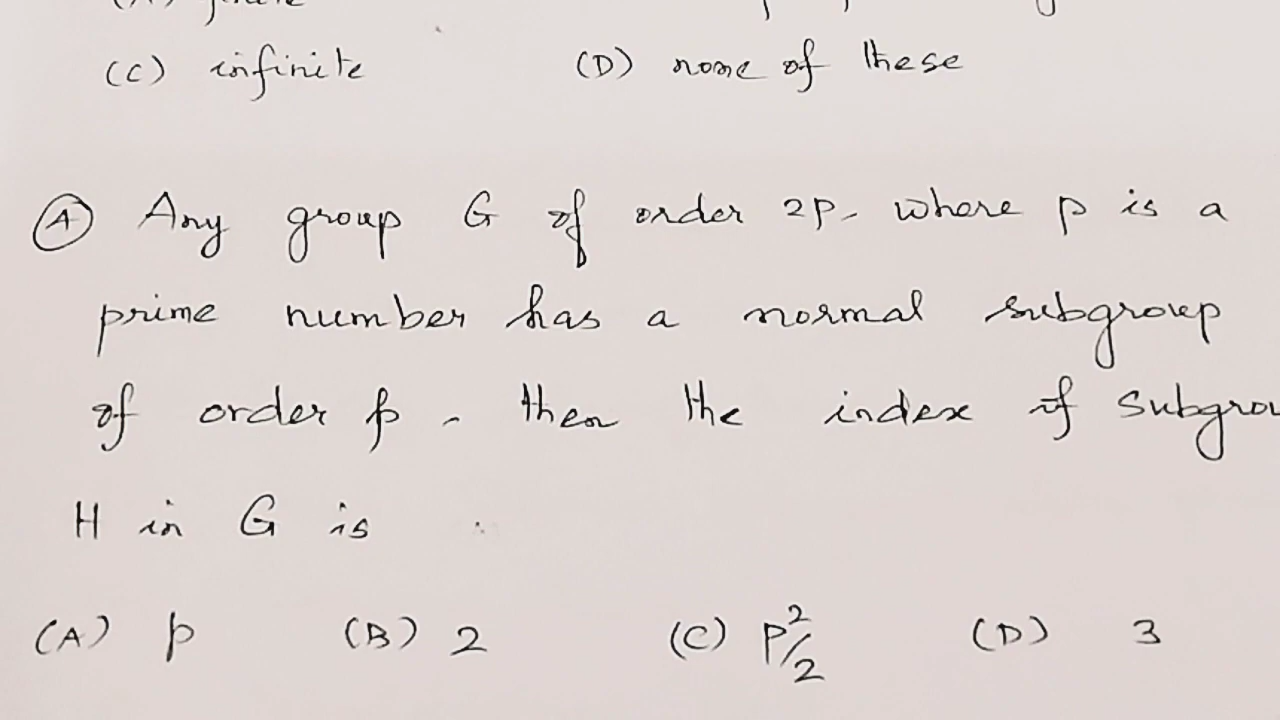 (C) infinite (D) none of these
(4) Any group G of order 2p, where p is a
prime number has a normal subgroup
of order p. then the index of subgrou
H in G is
(A) p (B) 2 (C) p²/2 (D) 3